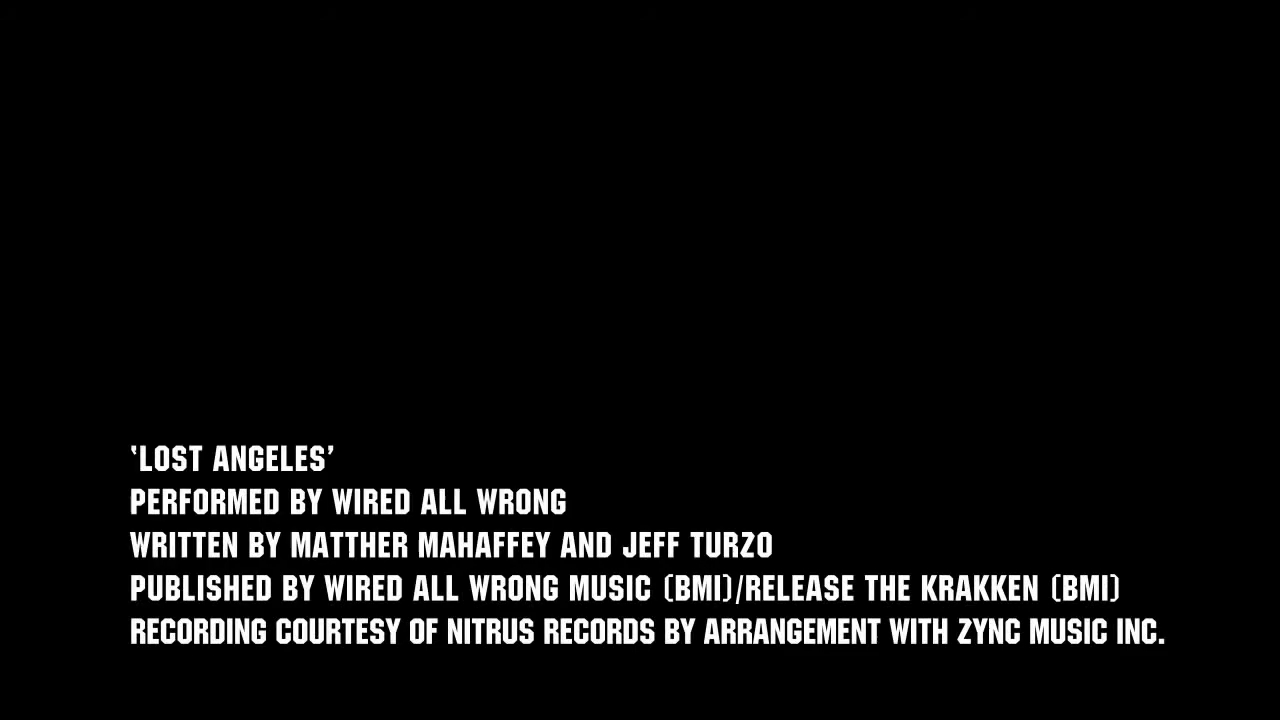 ‘LOST ANGELES’
PERFORMED BY WIRED ALL WRONG
WRITTEN BY MATTHER MAHAFFEY AND JEFF TURZO
PUBLISHED BY WIRED ALL WRONG MUSIC (BMI)/RELEASE THE KRAKKEN (BMI)
RECORDING COURTESY OF NITRUS RECORDS BY ARRANGEMENT WITH ZYNC MUSIC INC.